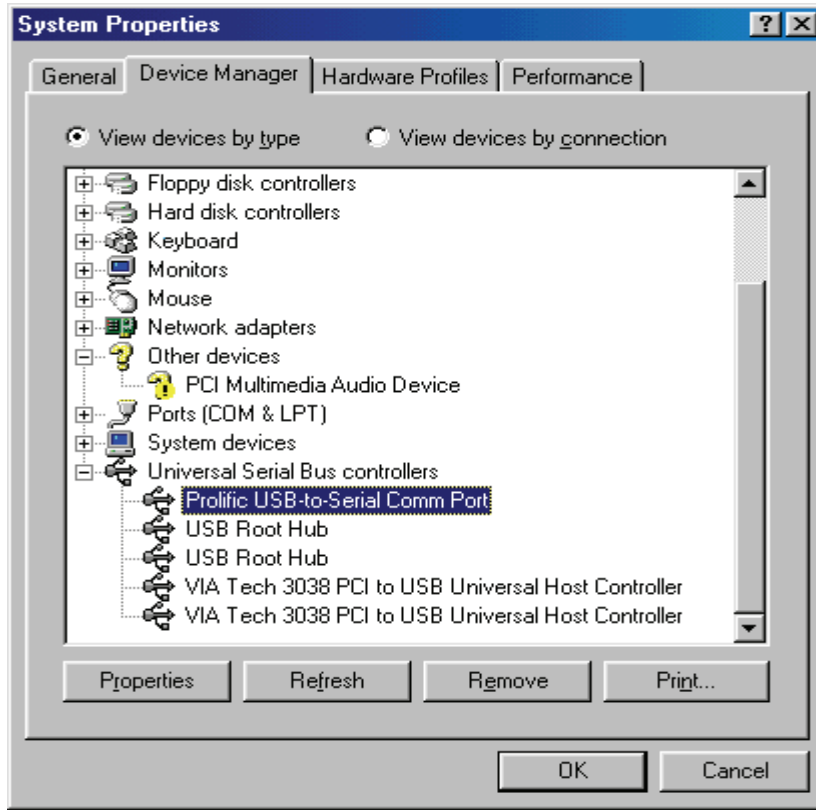 System Properties
General Device Manager Hardware Profiles Performance
View devices by type View devices by connection
Floppy disk controllers
Hard disk controllers
Keyboard
Monitors
Mouse
Network adapters
Other devices
PCI Multimedia Audio Device
Ports (COM & LPT)
System devices
Universal Serial Bus controllers
Prolific USB-to-Serial Comm Port
USB Root Hub
USB Root Hub
VIA Tech 3038 PCI to USB Universal Host Controller
VIA Tech 3038 PCI to USB Universal Host Controller
Properties Refresh Remove Print...
OK Cancel